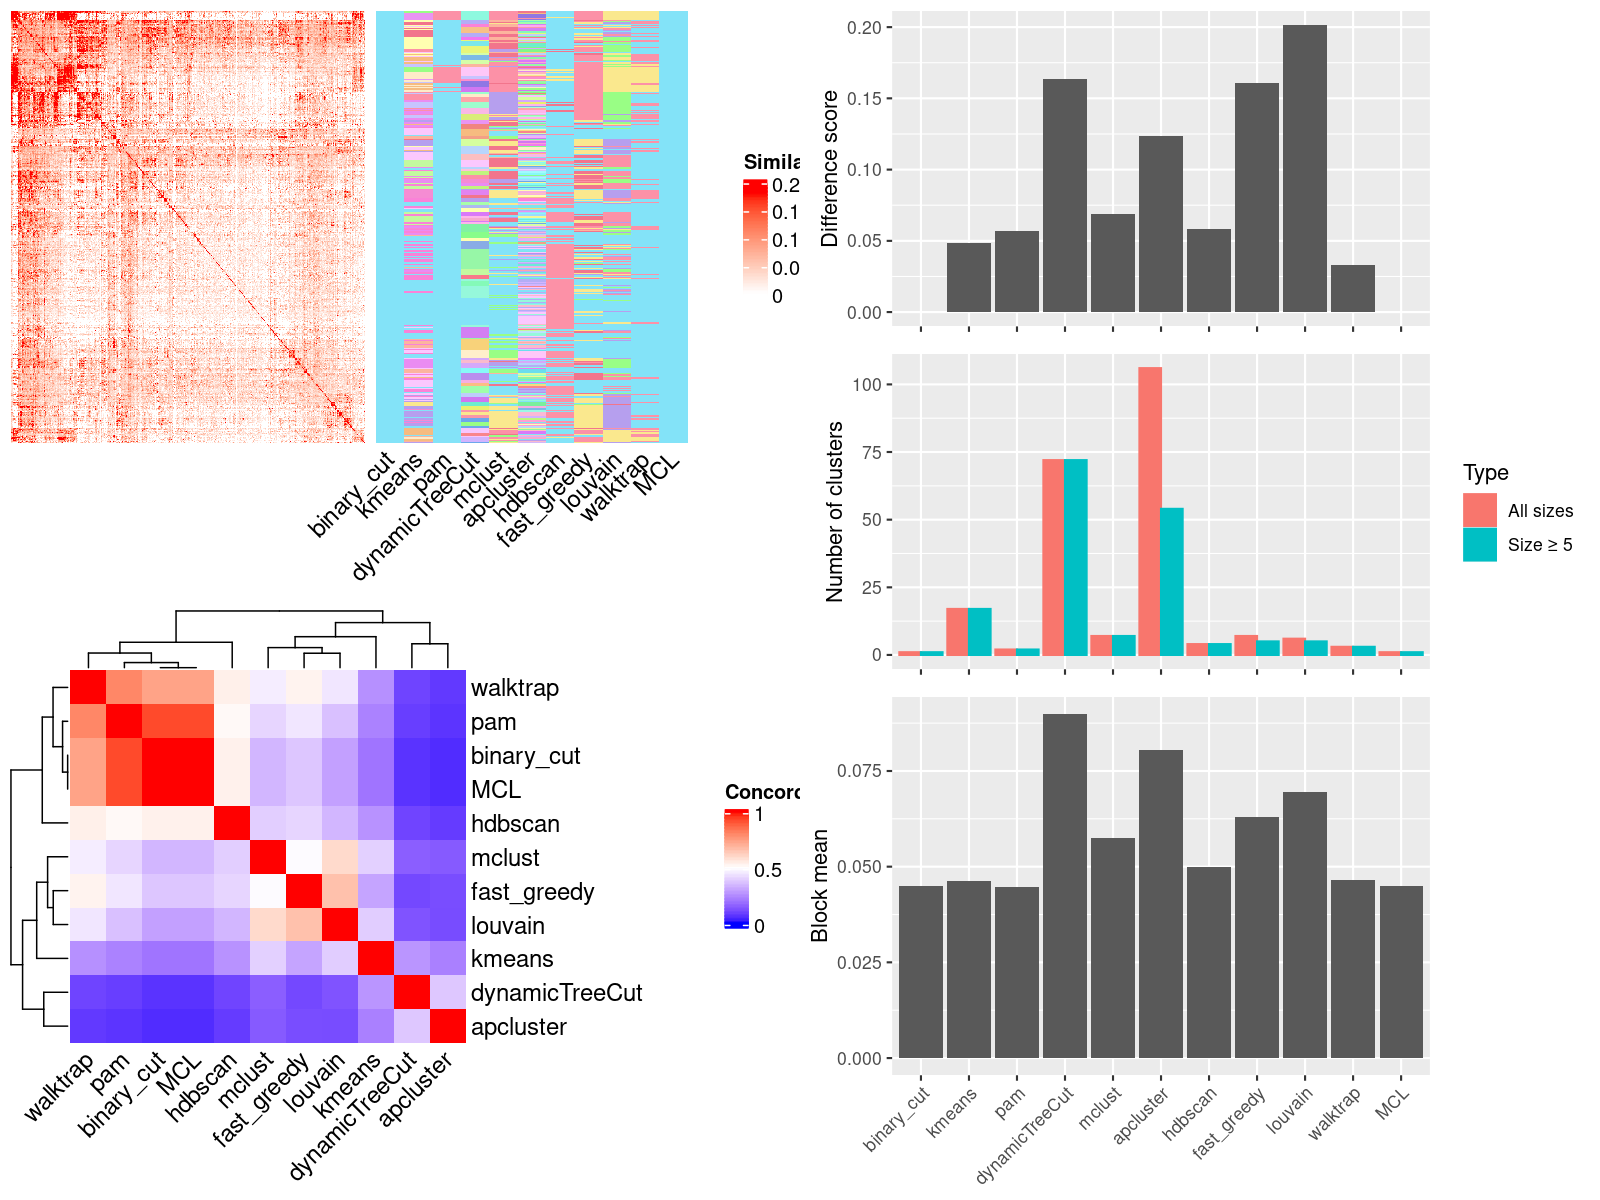 Simila
0.2
0.1
0.1
0.0
0
binary_cut
kmeans
pam
dynamicTreeCut
mclust
apcluster
hdbscan
fast_greedy
louvain
walktrap
MCL
walktrap
pam
binary_cut
MCL
hdbscan
mclust
fast_greedy
louvain
kmeans
dynamicTreeCut
apcluster
walktrap
pam
binary_cut
MCL
hdbscan
mclust
fast_greedy
louvain
kmeans
dynamicTreeCut
apcluster
Concord
1
0.5
0
Difference score
0.20
0.15
0.10
0.05
0.00
Number of clusters
100
75
50
25
0
Type
All sizes
Size ≥ 5
Block mean
0.075
0.050
0.025
0.000
binary_cut
kmeans
pam
dynamicTreeCut
mclust
apcluster
hdbscan
fast_greedy
louvain
walktrap
MCL